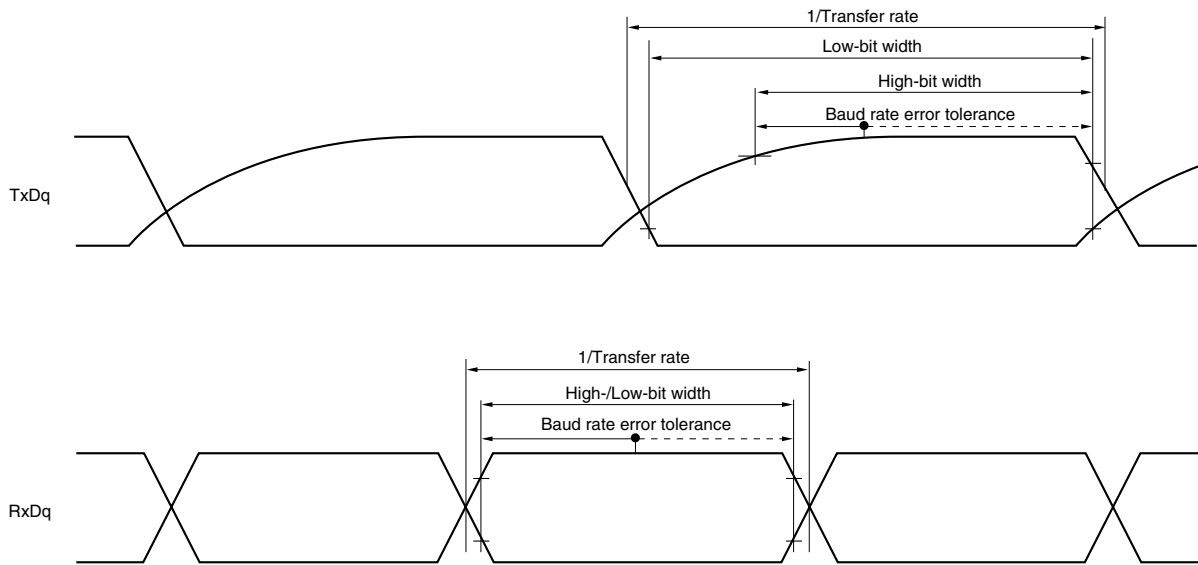 1/Transfer rate
Low-bit width
High-bit width
Baud rate error tolerance
TxDq
1/Transfer rate
High-/Low-bit width
Baud rate error tolerance
RxDq